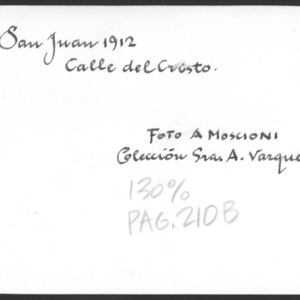 San Juan 1912
Calle del Cristo.
FOTO A MOSCIONI
Colección Sra. A. Varque
130%
PAG. 210B